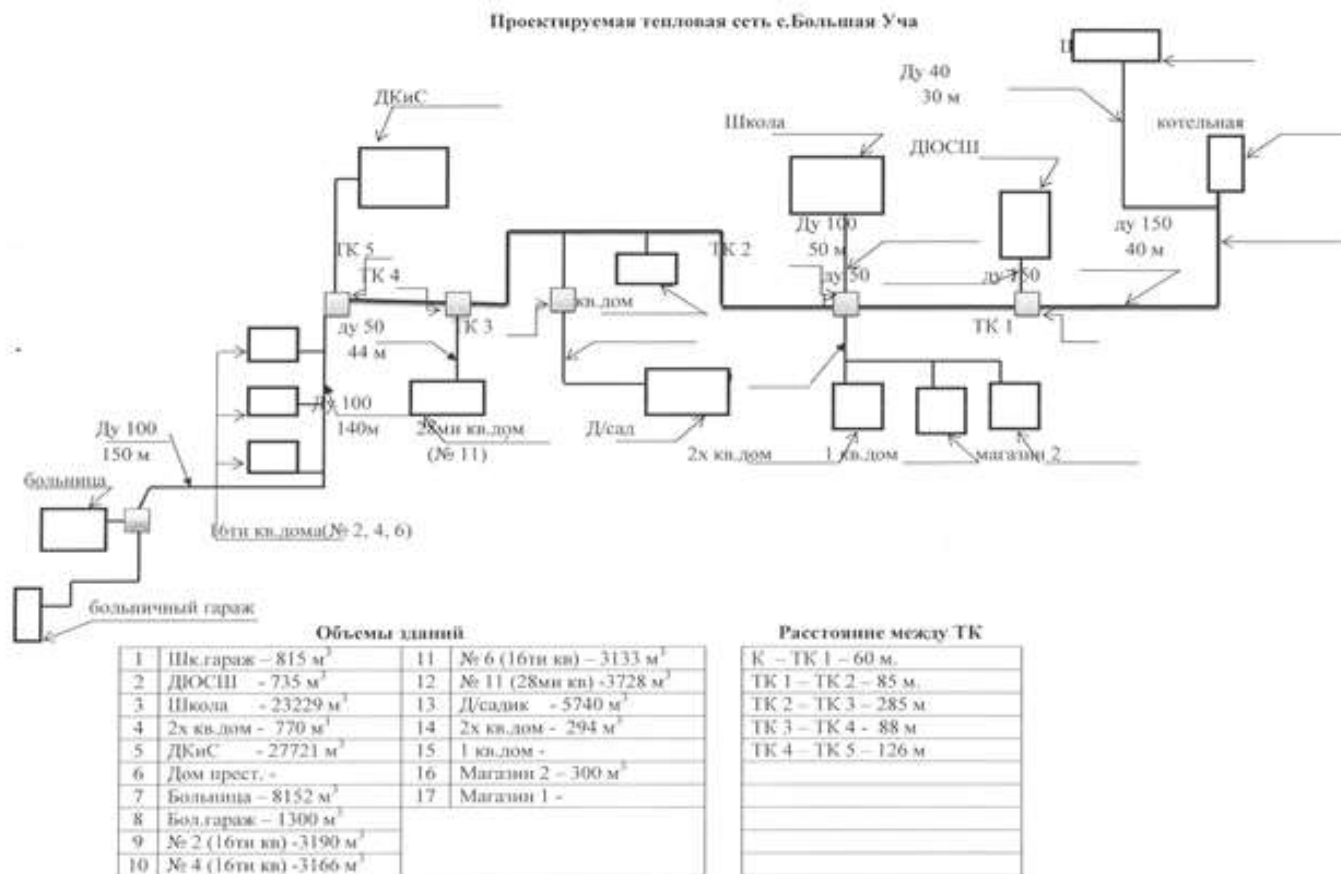 Проектируемая тепловая сеть с.Большая Уча
Ду 40
30 м
ДКиС
Школа
котельная
ДЮСШ
Ду 100
50 м
ду 150
40 м
ТК 5
ТК 4
ТК 2
ду 50
ду 150
кв.дом
К 3
ТК 1
ду 50
44 м
Ду 100
140м
28ми кв.дом
(№ 11)
Д/сад
2х кв.дом
1 кв.дом
магазин 2
Ду 100
150 м
больница
16ти кв.дома(№ 2, 4, 6)
больничный гараж
Объемы зданий
1 Шк.гараж – 815 м³ 11 № 6 (16ти кв) – 3133 м³
2 ДЮСШ - 735 м³ 12 № 11 (28ми кв) -3728 м³
3 Школа - 23229 м³ 13 Д/садик - 5740 м³
4 2х кв.дом - 770 м³ 14 2х кв.дом - 294 м³
5 ДКиС - 27721 м³ 15 1 кв.дом -
6 Дом прест. - 16 Магазин 2 – 300 м³
7 Больница – 8152 м³ 17 Магазин 1 -
8 Бол.гараж – 1300 м³
9 № 2 (16ти кв) -3190 м³
10 № 4 (16ти кв) -3166 м³
Расстояние между ТК
К – ТК 1 – 60 м.
ТК 1 – ТК 2 – 85 м.
ТК 2 – ТК 3 – 285 м
ТК 3 – ТК 4 - 88 м
ТК 4 – ТК 5 – 126 м